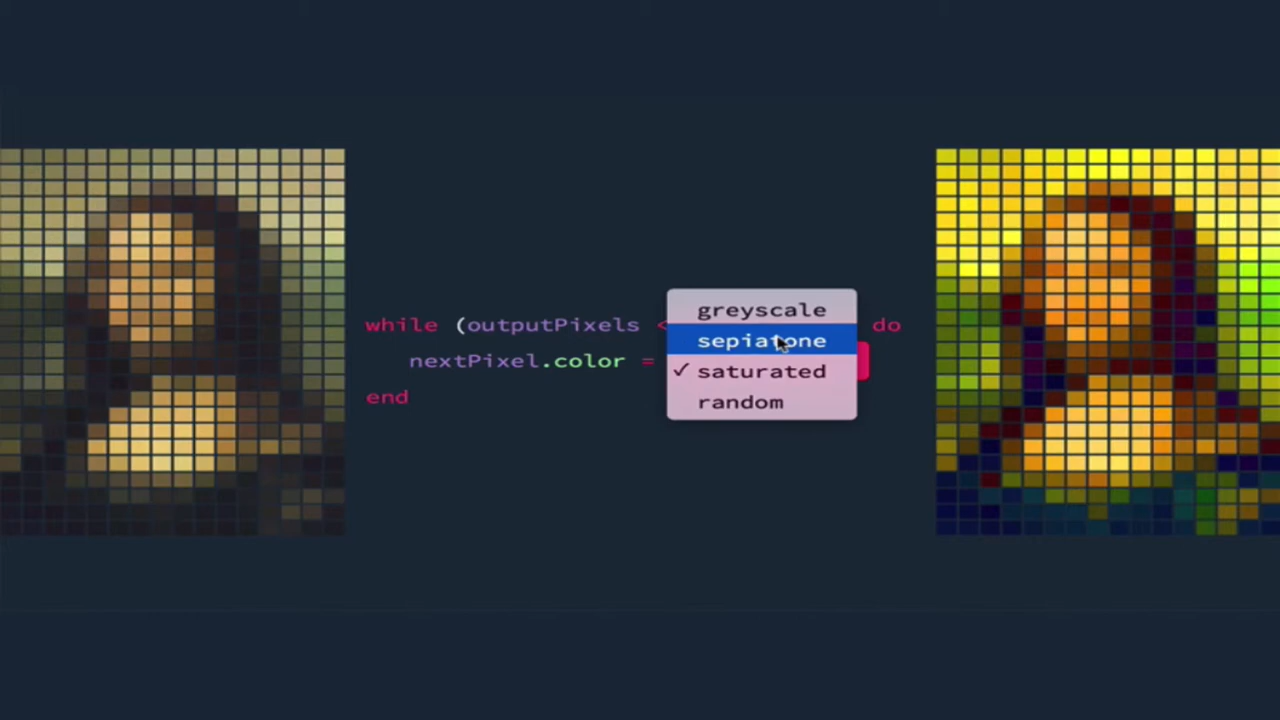 while (outputPixels < do
nextPixel.color =
end
greyscale
sepiatone
✓ saturated
random